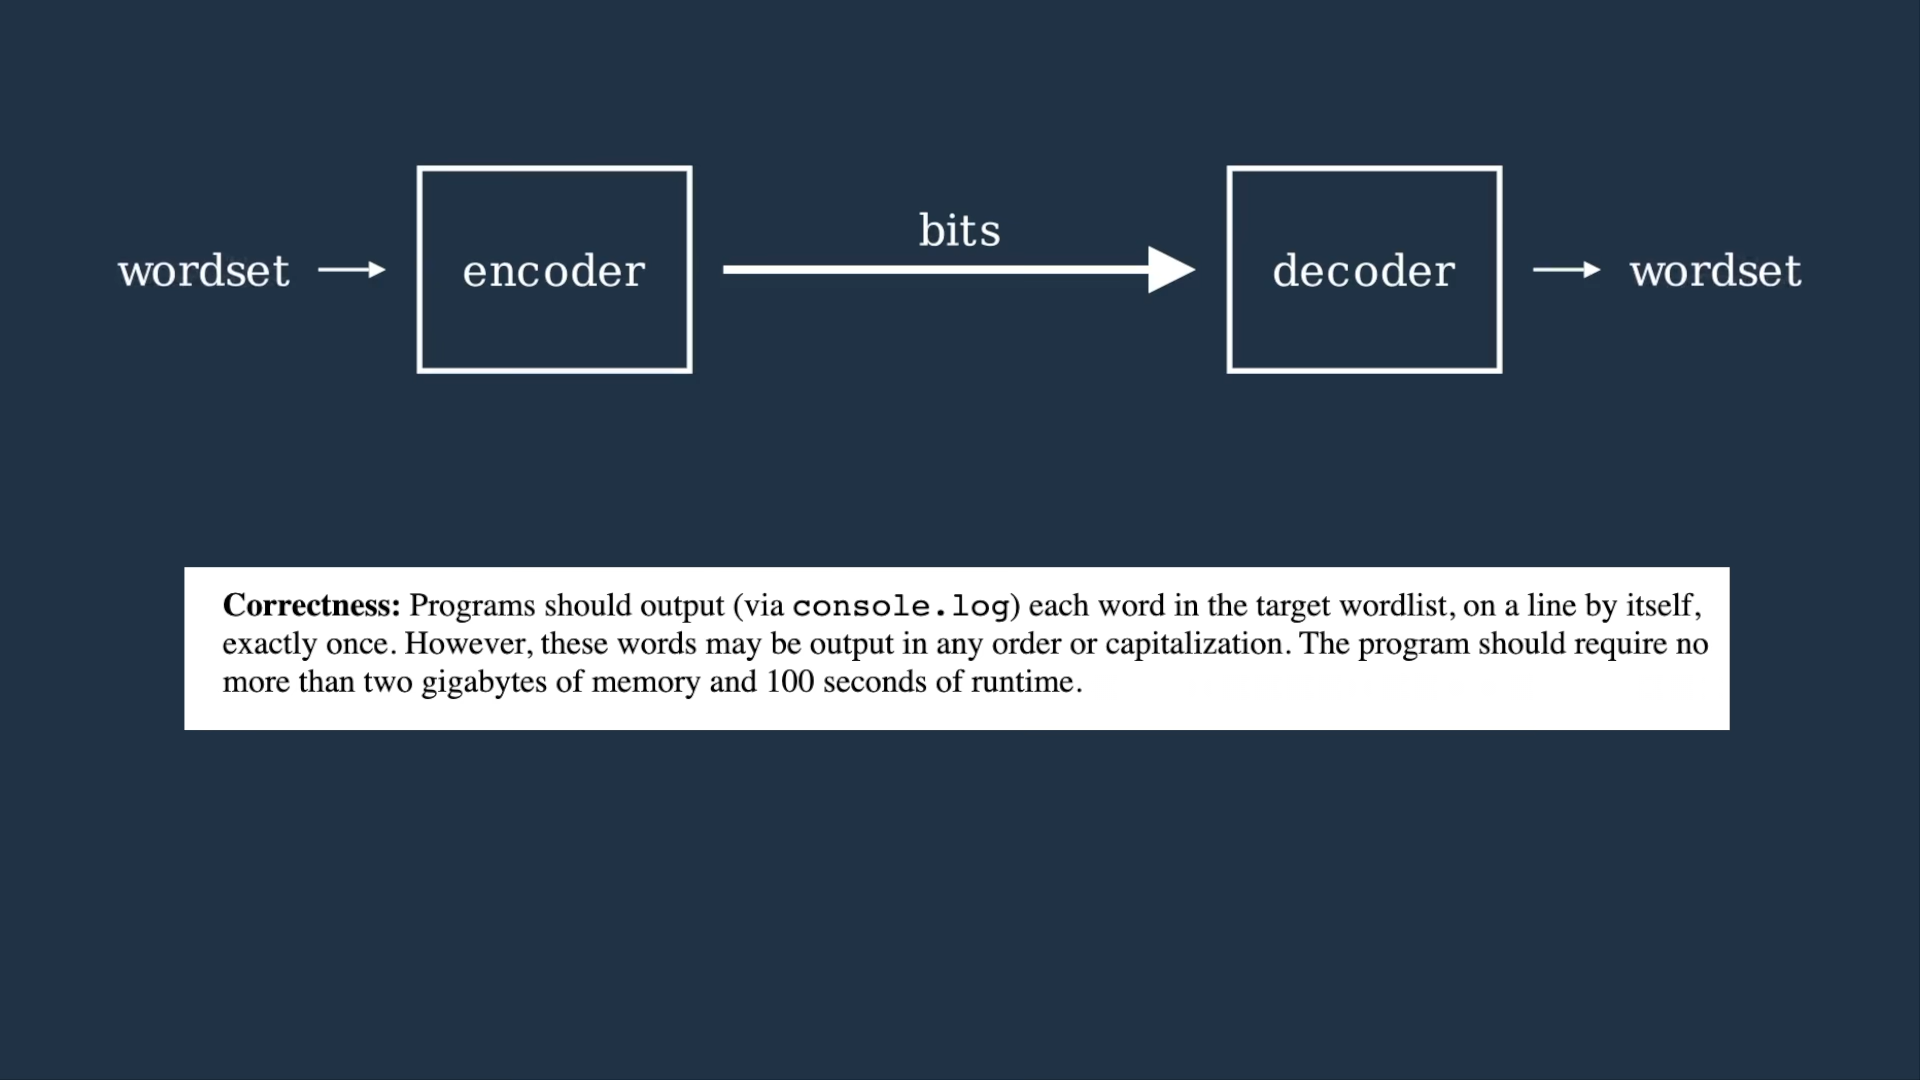 bits
wordset
encoder
decoder
wordset
Correctness: Programs should output (via console.log) each word in the target wordlist, on a line by itself,
exactly once. However, these words may be output in any order or capitalization. The program should require no
more than two gigabytes of memory and 100 seconds of runtime.